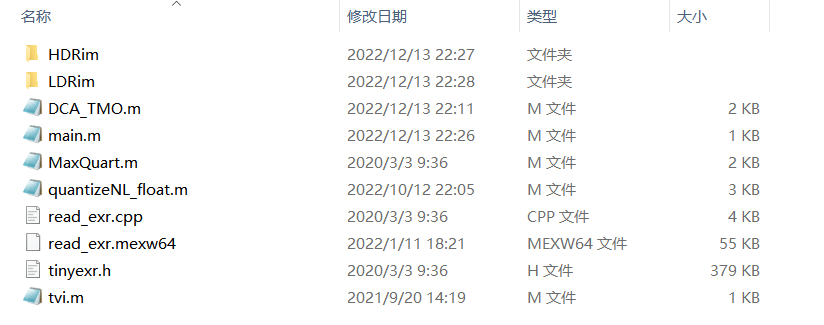 名称 修改日期 类型 大小
HDRim 2022/12/13 22:27 文件夹
LDRim 2022/12/13 22:28 文件夹
DCA_TMO.m 2022/12/13 22:11 M 文件 2 KB
main.m 2022/12/13 22:26 M 文件 1 KB
MaxQuart.m 2020/3/3 9:36 M 文件 2 KB
quantizeNL_float.m 2022/10/12 22:05 M 文件 3 KB
read_exr.cpp 2020/3/3 9:36 CPP 文件 4 KB
read_exr.mexw64 2022/1/11 18:21 MEXW64 文件 55 KB
tinyexr.h 2020/3/3 9:36 H 文件 379 KB
tvi.m 2021/9/20 14:19 M 文件 1 KB